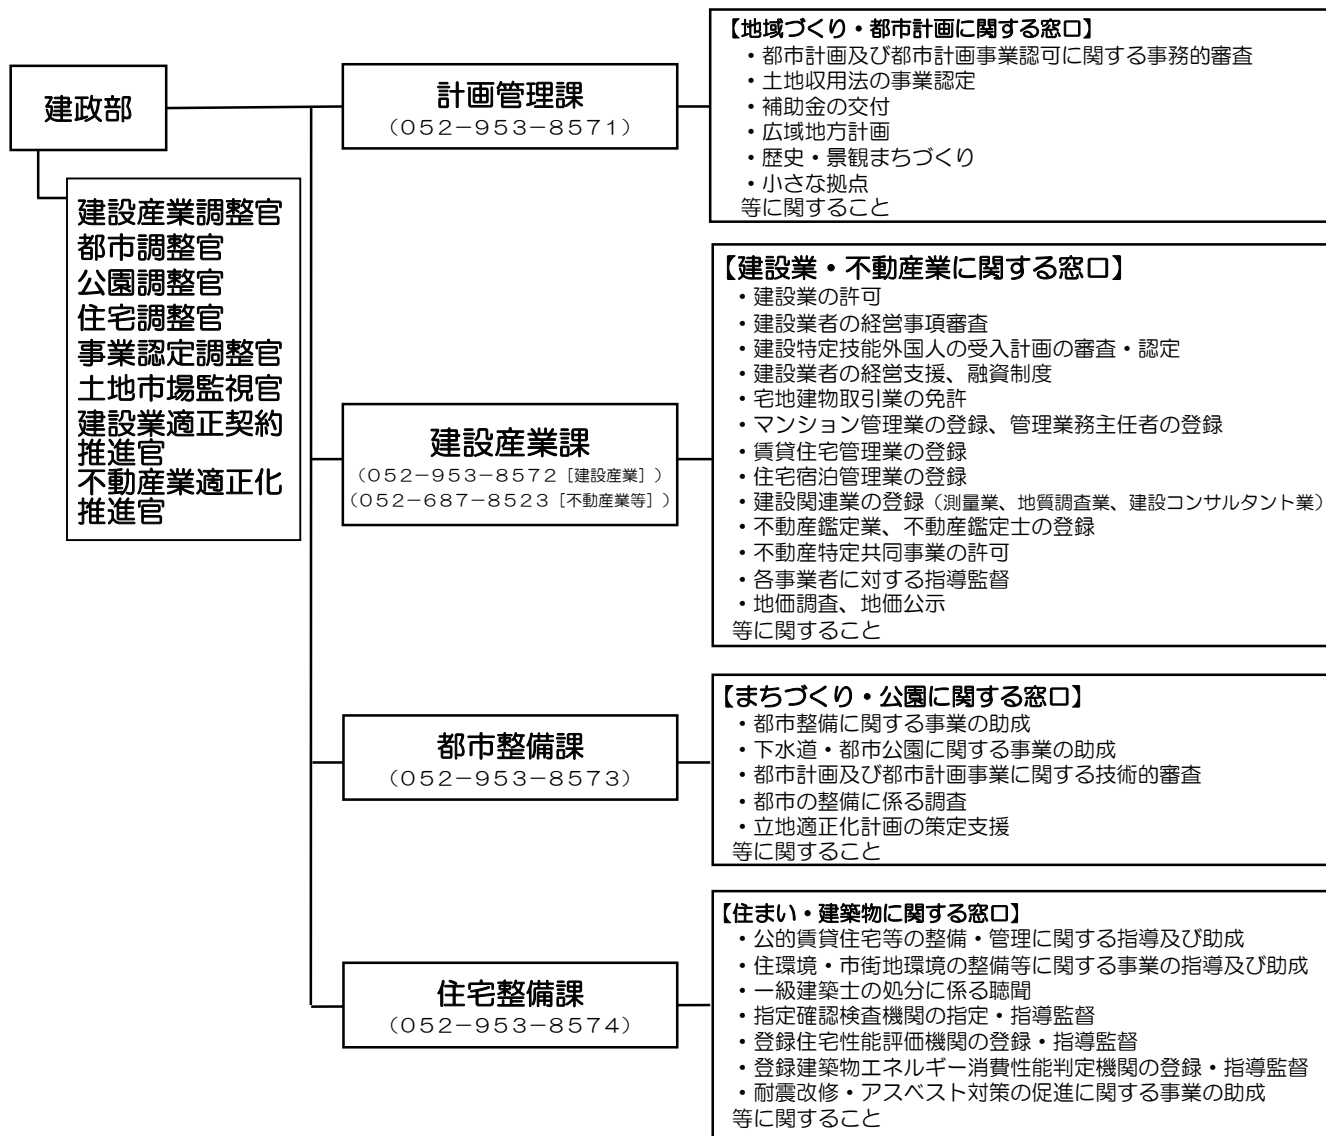 建政部
建設産業調整官
都市調整官
公園調整官
住宅調整官
事業認定調整官
土地市場監視官
建設業適正契約
推進官
不動産業適正化
推進官
計画管理課
（０５２－９５３－８５７１）
【地域づくり・都市計画に関する窓口】
・都市計画及び都市計画事業認可に関する事務的審査
・土地収用法の事業認定
・補助金の交付
・広域地方計画
・歴史・景観まちづくり
・小さな拠点
等に関すること
建設産業課
（０５２－９５３－８５７２［建設産業］）
（０５２－６８７－８５２３［不動産業等］）
【建設業・不動産業に関する窓口】
・建設業の許可
・建設業者の経営事項審査
・建設特定技能外国人の受入計画の審査・認定
・建設業者の経営支援、融資制度
・宅地建物取引業の免許
・マンション管理業の登録、管理業務主任者の登録
・賃貸住宅管理業の登録
・住宅宿泊管理業の登録
・建設関連業の登録（測量業、地質調査業、建設コンサルタント業）
・不動産鑑定業、不動産鑑定士の登録
・不動産特定共同事業の許可
・各事業者に対する指導監督
・地価調査、地価公示
等に関すること
都市整備課
（０５２－９５３－８５７３）
【まちづくり・公園に関する窓口】
・都市整備に関する事業の助成
・下水道・都市公園に関する事業の助成
・都市計画及び都市計画事業に関する技術的審査
・都市の整備に係る調査
・立地適正化計画の策定支援
等に関すること
住宅整備課
（０５２－９５３－８５７４）
【住まい・建築物に関する窓口】
・公的賃貸住宅等の整備・管理に関する指導及び助成
・住環境・市街地環境の整備等に関する事業の指導及び助成
・一級建築士の処分に係る聴聞
・指定確認検査機関の指定・指導監督
・登録住宅性能評価機関の登録・指導監督
・登録建築物エネルギー消費性能判定機関の登録・指導監督
・耐震改修・アスベスト対策の促進に関する事業の助成
等に関すること